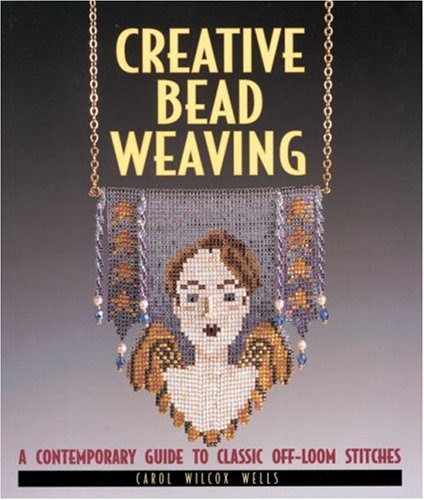 CREATIVE
BEAD
WEAVING
A CONTEMPORARY GUIDE TO CLASSIC OFF-LOOM STITCHES
CAROL WILCOX WELLS